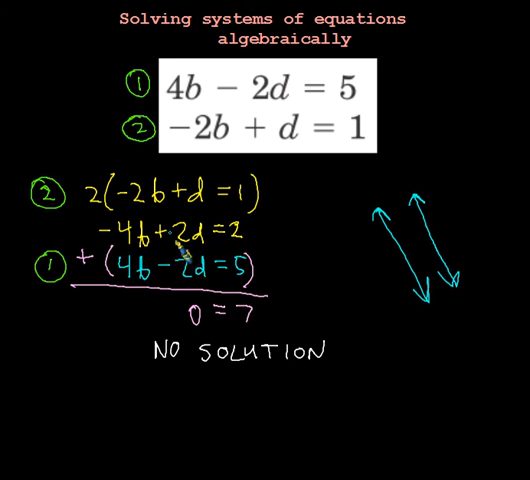 Solving systems of equations
algebraically
① 4b − 2d = 5
② −2b + d = 1
② 2(-2b+d=1)
-4b+2d=2
① + (4b-2d=5)
0=7
NO SOLUTION